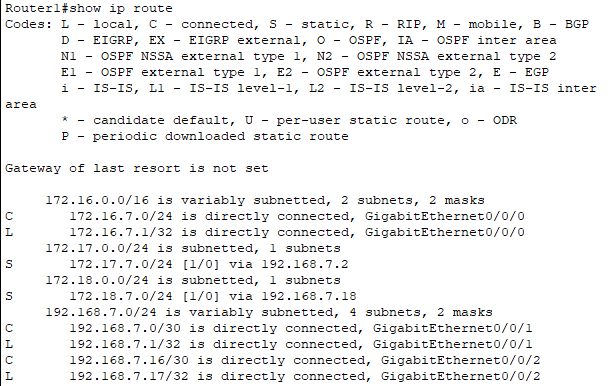 Router1#show ip route
Codes: L - local, C - connected, S - static, R - RIP, M - mobile, B - BGP
D - EIGRP, EX - EIGRP external, O - OSPF, IA - OSPF inter area
N1 - OSPF NSSA external type 1, N2 - OSPF NSSA external type 2
E1 - OSPF external type 1, E2 - OSPF external type 2, E - EGP
i - IS-IS, L1 - IS-IS level-1, L2 - IS-IS level-2, ia - IS-IS inter
area
* - candidate default, U - per-user static route, o - ODR
P - periodic downloaded static route
Gateway of last resort is not set
172.16.0.0/16 is variably subnetted, 2 subnets, 2 masks
C 172.16.7.0/24 is directly connected, GigabitEthernet0/0/0
L 172.16.7.1/32 is directly connected, GigabitEthernet0/0/0
172.17.0.0/24 is subnetted, 1 subnets
S 172.17.7.0/24 [1/0] via 192.168.7.2
172.18.0.0/24 is subnetted, 1 subnets
S 172.18.7.0/24 [1/0] via 192.168.7.18
192.168.7.0/24 is variably subnetted, 4 subnets, 2 masks
C 192.168.7.0/30 is directly connected, GigabitEthernet0/0/1
L 192.168.7.1/32 is directly connected, GigabitEthernet0/0/1
C 192.168.7.16/30 is directly connected, GigabitEthernet0/0/2
L 192.168.7.17/32 is directly connected, GigabitEthernet0/0/2